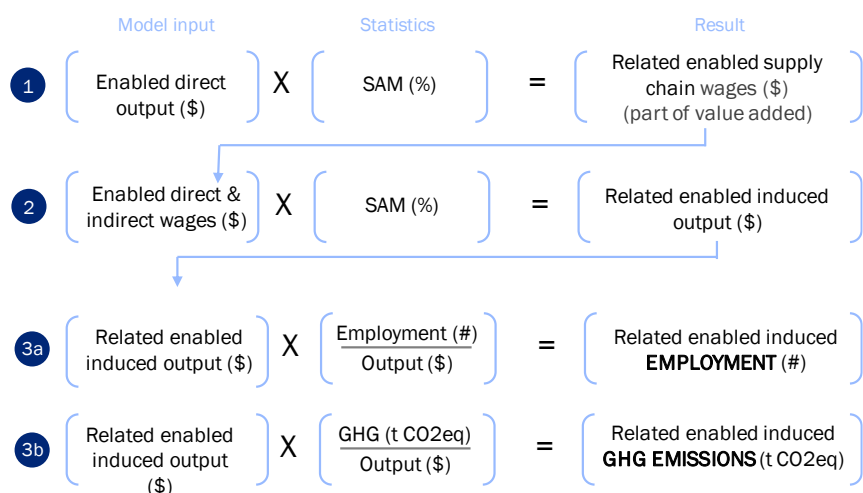 Model input
Statistics
Result
1
Enabled direct
output ($)
X
SAM (%)
=
Related enabled supply
chain wages ($)
(part of value added)
2
Enabled direct &
indirect wages ($)
X
SAM (%)
=
Related enabled induced
output ($)
3a
Related enabled
induced output ($)
X
Employment (#)
Output ($)
=
Related enabled induced
EMPLOYMENT (#)
3b
Related enabled
induced output
($)
X
GHG (t CO2eq)
Output ($)
=
Related enabled induced
GHG EMISSIONS (t CO2eq)